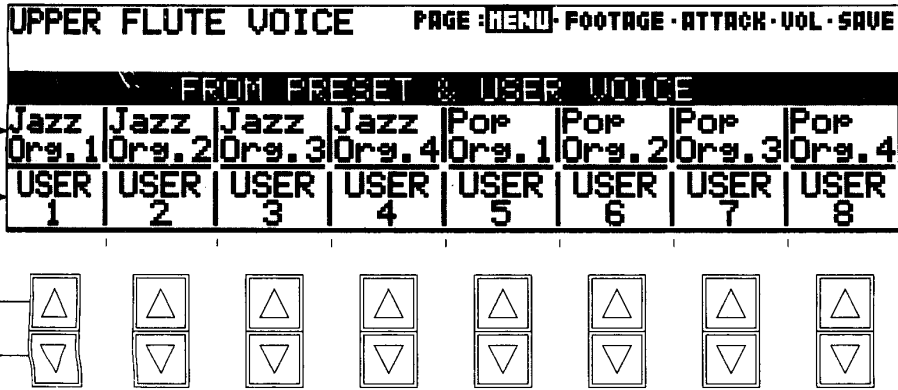 UPPER FLUTE VOICE PAGE : MENU · FOOTAGE · ATTACK · VOL · SAVE
FROM PRESET & USER VOICE
Jazz Jazz Jazz Jazz Pop Pop Pop Pop
Org.1 Org.2 Org.3 Org.4 Org.1 Org.2 Org.3 Org.4
USER USER USER USER USER USER USER USER
1 2 3 4 5 6 7 8